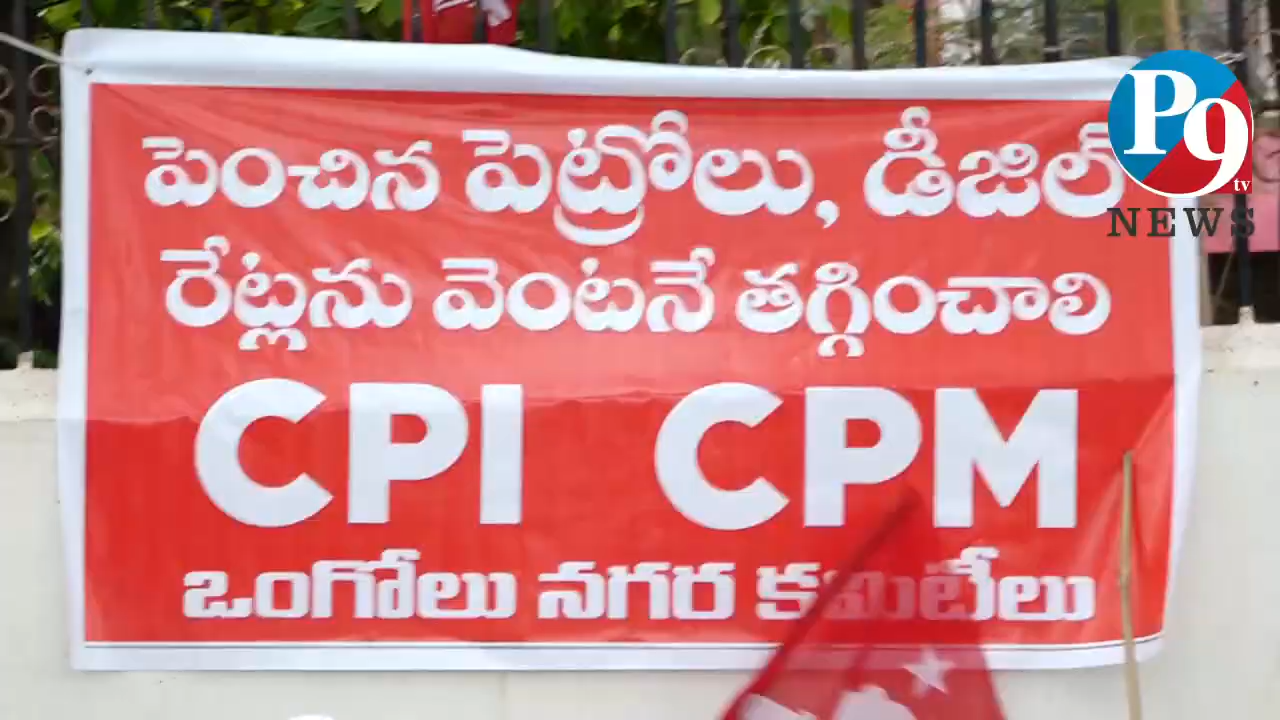 పెంచిన పెట్రోలు, డీజిల్
రేట్లను వెంటనే తగ్గించాలి
CPI CPM
ఒంగోలు నగర కమిటీలు
P9
tv
NEWS